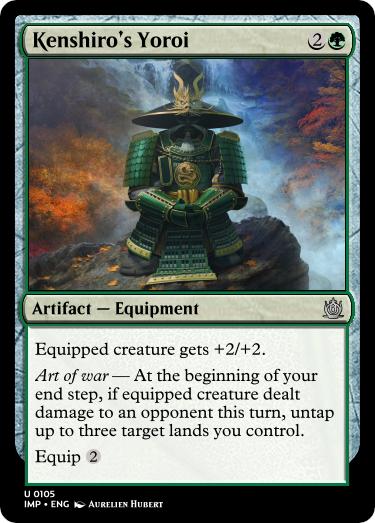 Kenshiro's Yoroi 2
Artifact — Equipment
Equipped creature gets +2/+2.
Art of war — At the beginning of your
end step, if equipped creature dealt
damage to an opponent this turn, untap
up to three target lands you control.
Equip 2
U 0105
IMP • ENG Aurelien Hubert